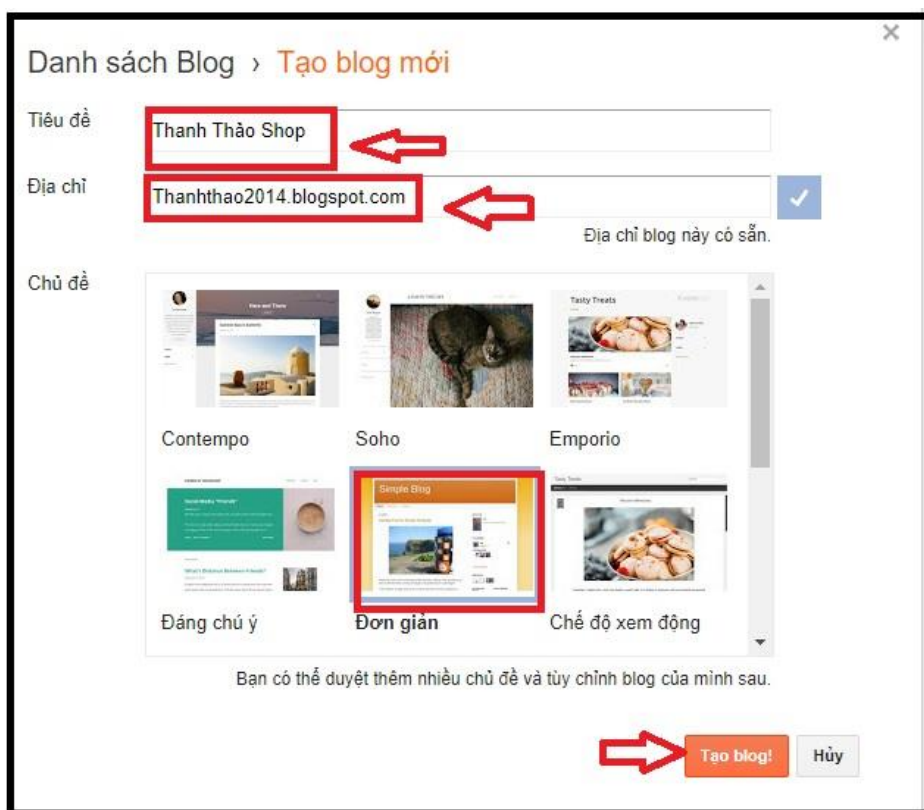 Danh sách Blog › Tạo blog mới
Tiêu đề
Thanh Thảo Shop
Địa chỉ
Thanhthao2014.blogspot.com
Địa chỉ blog này có sẵn.
Chủ đề
Tasty Treats
Contempo
Soho
Emporio
Simple Blog
Đáng chú ý
Đơn giản
Chế độ xem động
Bạn có thể duyệt thêm nhiều chủ đề và tùy chỉnh blog của mình sau.
Tạo blog!
Hủy